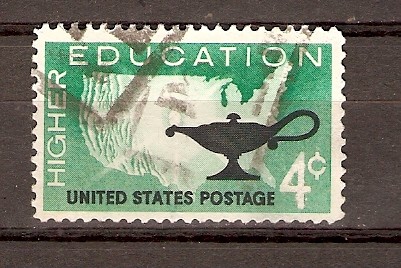 HIGHER
EDUCATION
4¢
UNITED STATES POSTAGE